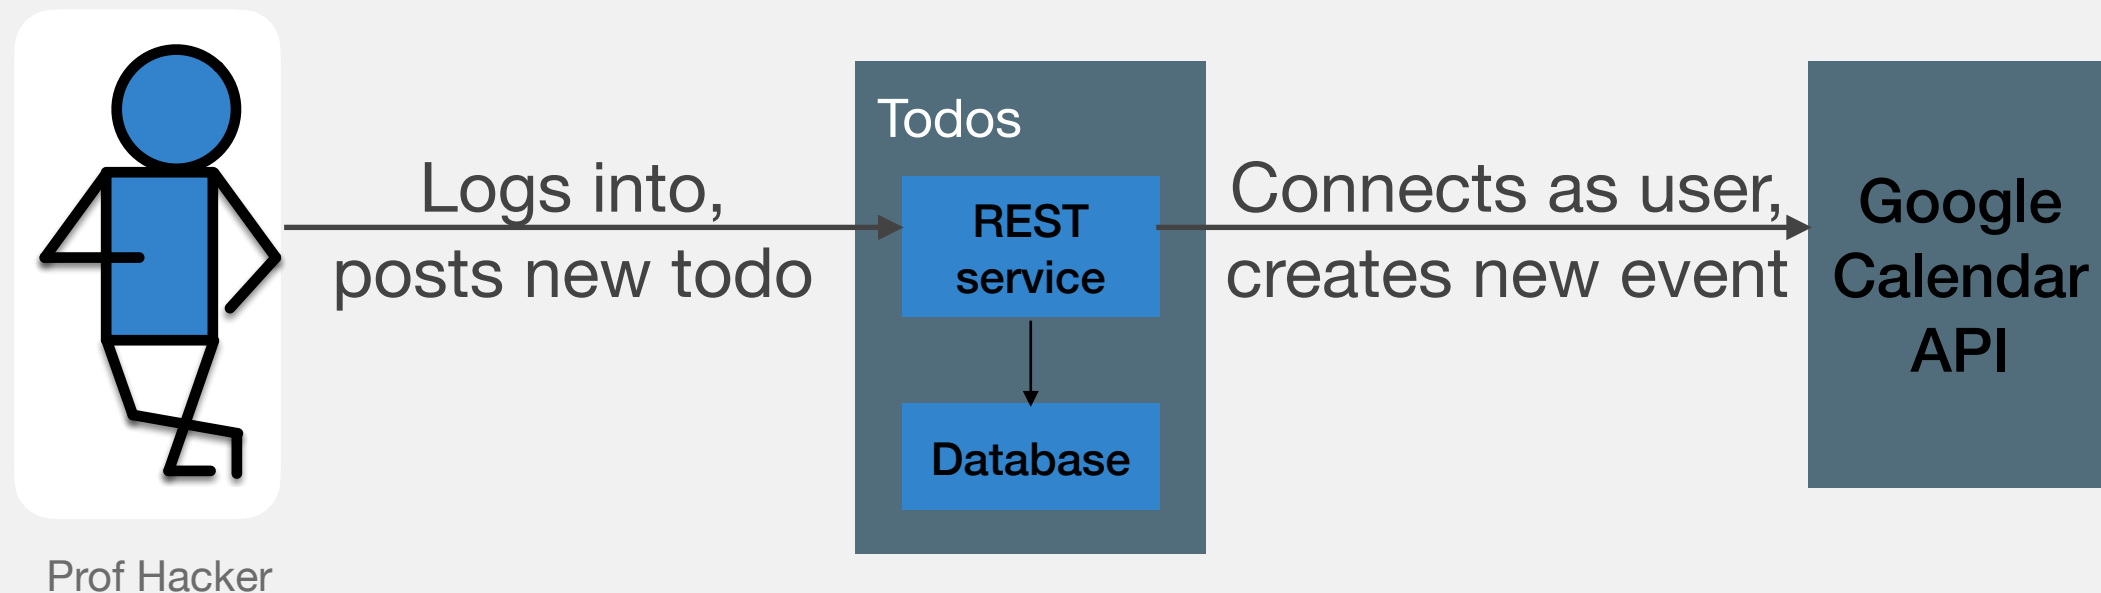 Prof Hacker
Logs into,
posts new todo
Todos
REST
service
Database
Connects as user,
creates new event
Google
Calendar
API